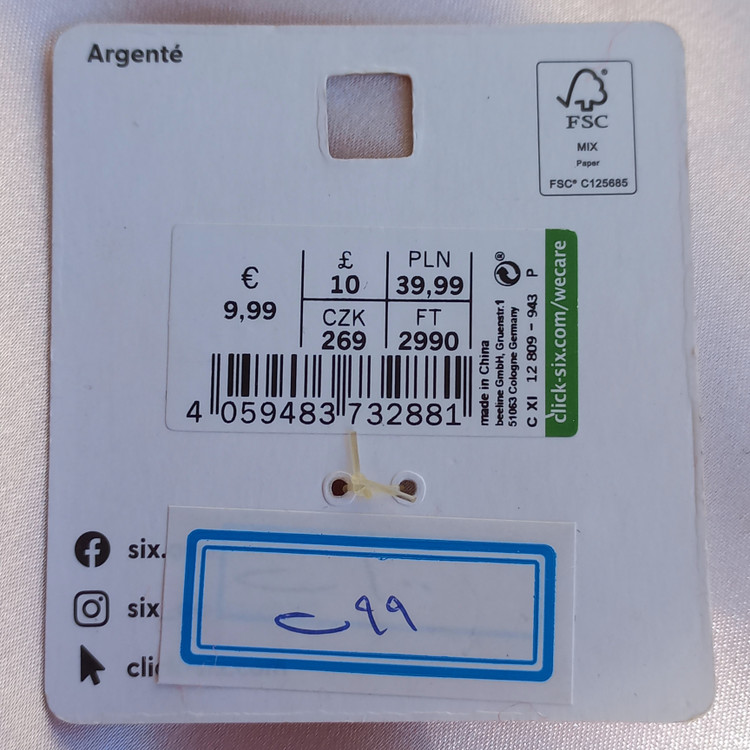 Argenté
FSC
MIX
Paper
FSC® C125685
€
9,99
£
10
PLN
39,99
CZK
269
FT
2990
4 059483 732881
made in China
beeline GmbH, Gruenstr.1
51063 Cologne Germany
C XI 12 809 - 943 P
click-six.com/wecare
six.
six
clic
ت ٩٩